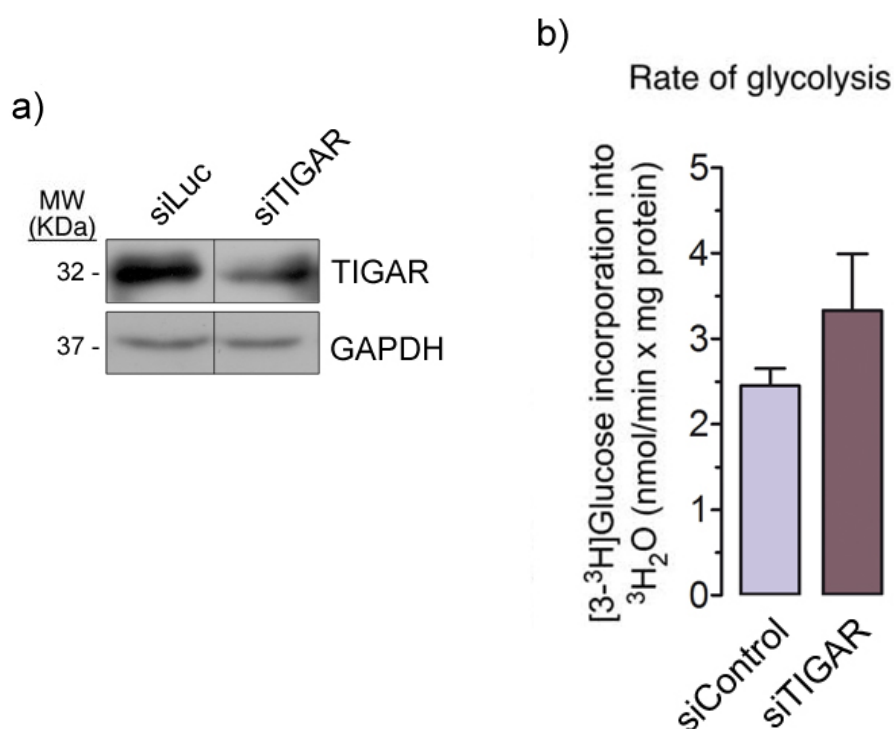 a)
siLuc
siTIGAR
MW
(KDa)
32 -
TIGAR
37 -
GAPDH
b)
Rate of glycolysis
[3-³H]Glucose incorporation into
³H₂O (nmol/min x mg protein)
5
4
3
2
1
0
siControl
siTIGAR